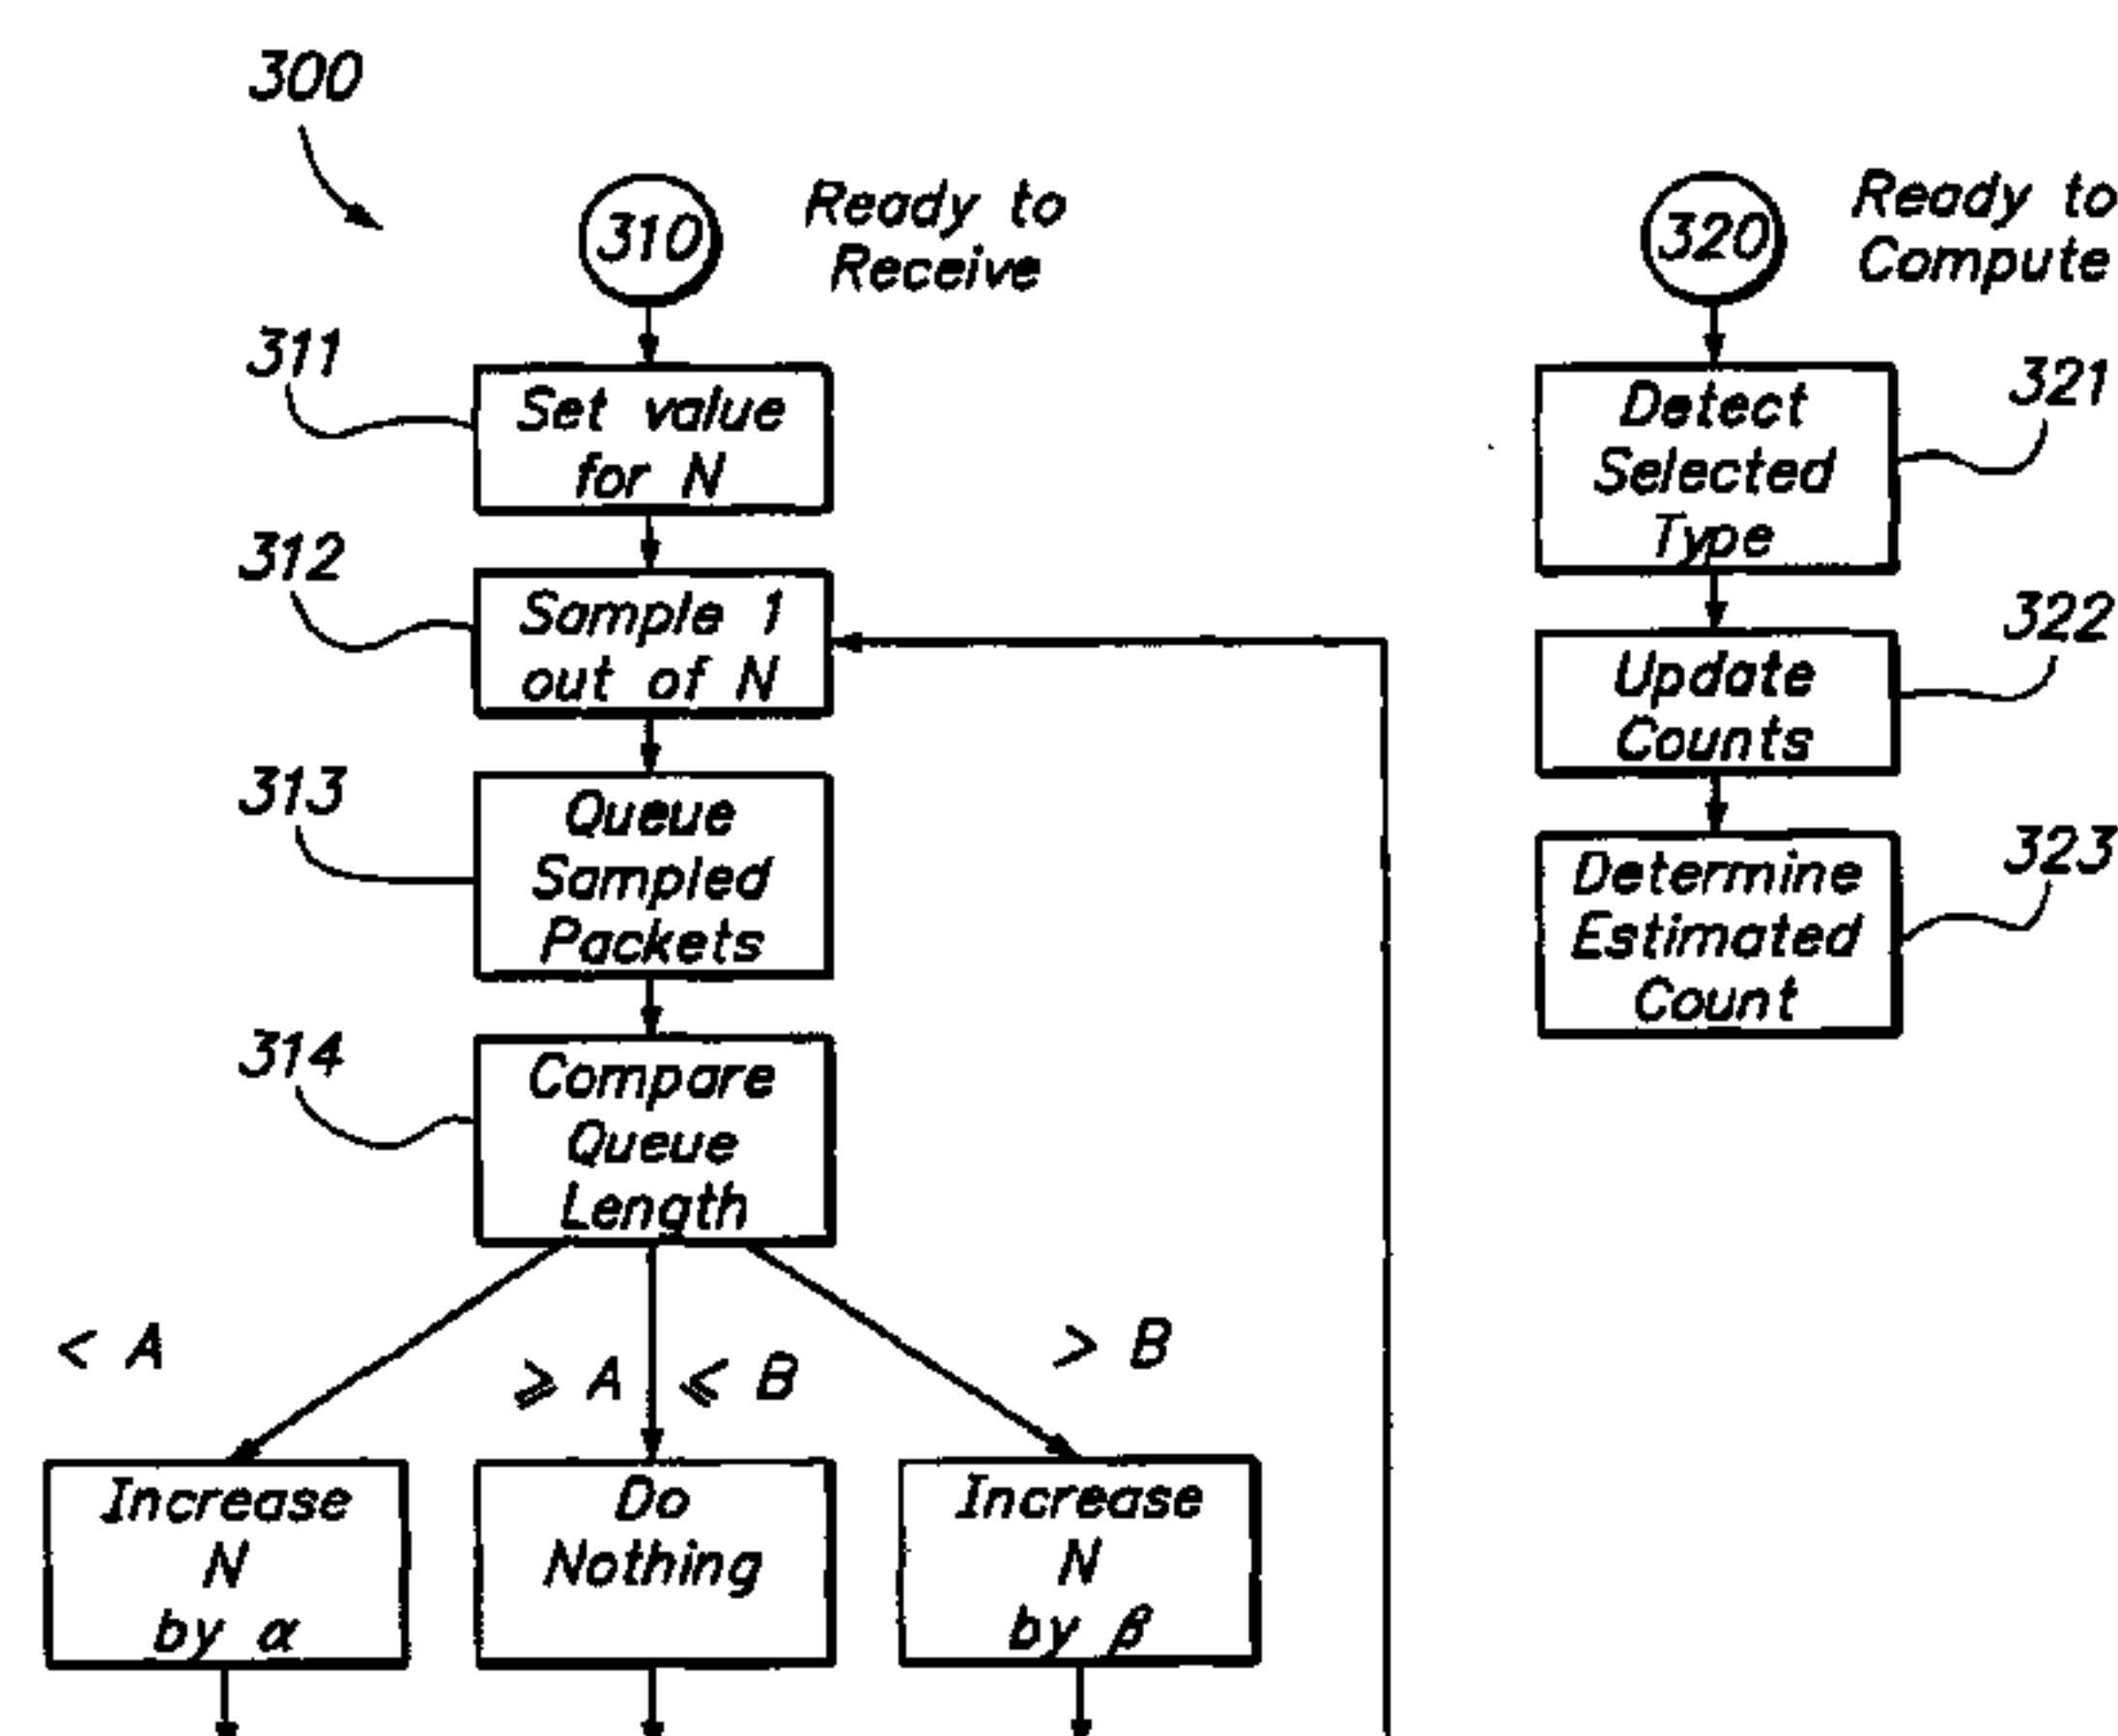 300
310
Ready to
Receive
311
Set value
for N
312
Sample 1
out of N
313
Queue
Sampled
Packets
314
Compare
Queue
Length
< A
≥ A
≤ B
> B
Increase
N
by α
Do
Nothing
Increase
N
by β
320
Ready to
Compute
321
Detect
Selected
Type
322
Update
Counts
323
Determine
Estimated
Count